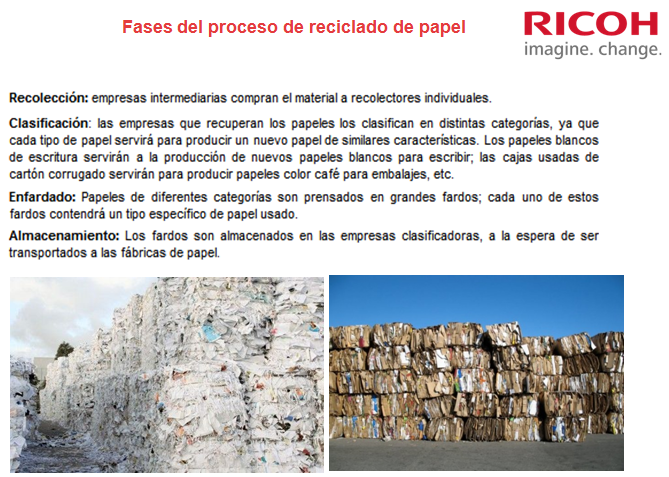 Fases del proceso de reciclado de papel
RICOH
imagine. change.
Recolección: empresas intermediarias compran el material a recolectores individuales.
Clasificación: las empresas que recuperan los papeles los clasifican en distintas categorías, ya que
cada tipo de papel servirá para producir un nuevo papel de similares características. Los papeles blancos
de escritura servirán a la producción de nuevos papeles blancos para escribir; las cajas usadas de
cartón corrugado servirán para producir papeles color café para embalajes, etc.
Enfardado: Papeles de diferentes categorías son prensados en grandes fardos; cada uno de estos
fardos contendrá un tipo específico de papel usado.
Almacenamiento: Los fardos son almacenados en las empresas clasificadoras, a la espera de ser
transportados a las fábricas de papel.